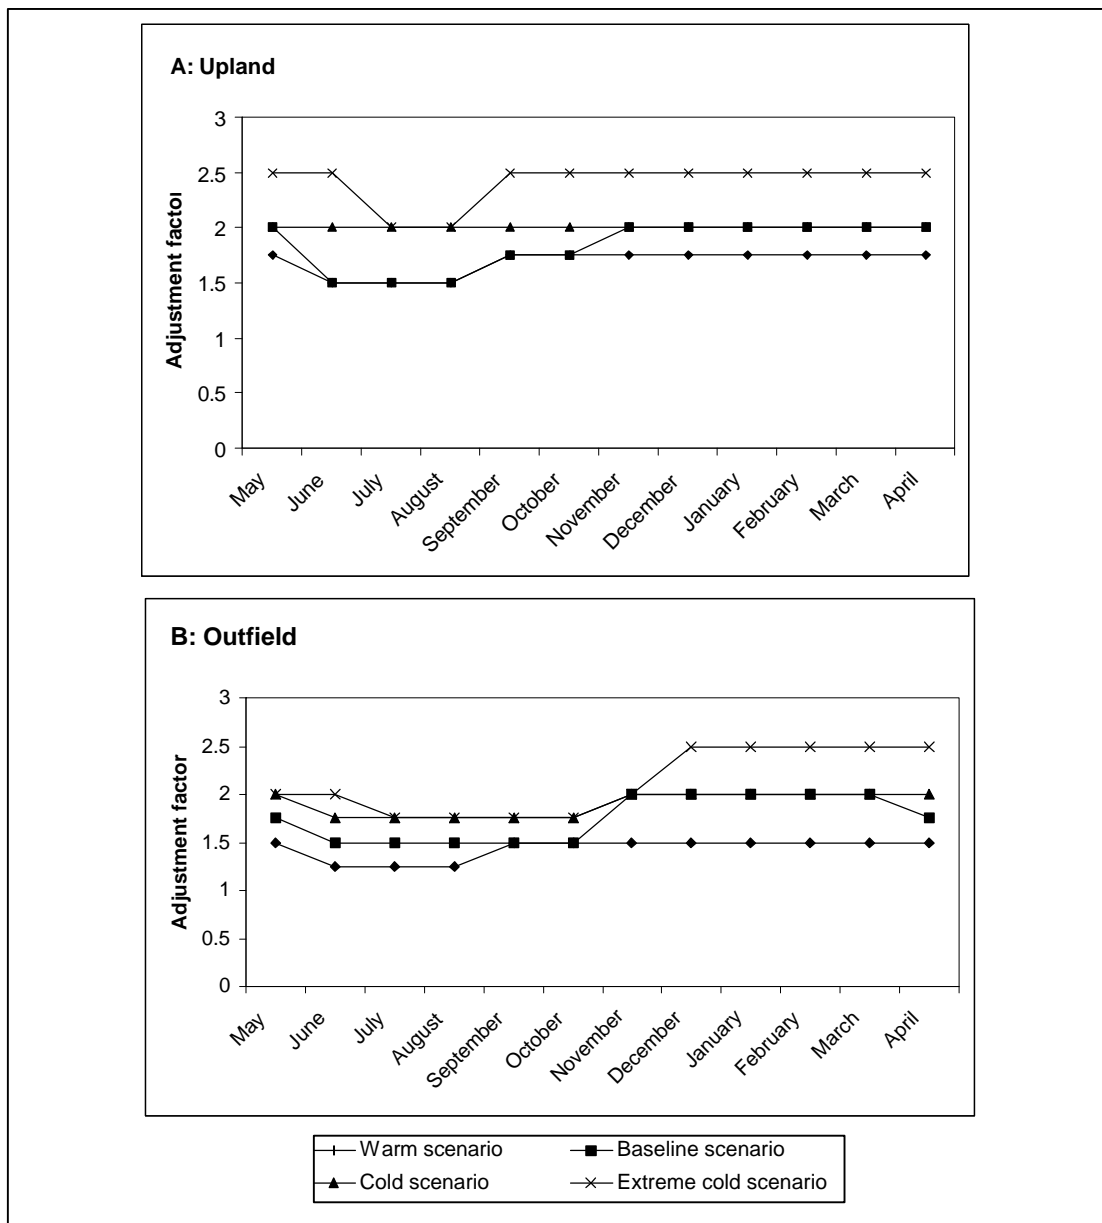 A: Upland
Adjustment factor
3
2.5
2
1.5
1
0.5
0
May
June
July
August
September
October
November
December
January
February
March
April
B: Outfield
Adjustment factor
3
2.5
2
1.5
1
0.5
0
May
June
July
August
September
October
November
December
January
February
March
April
Warm scenario
Baseline scenario
Cold scenario
Extreme cold scenario